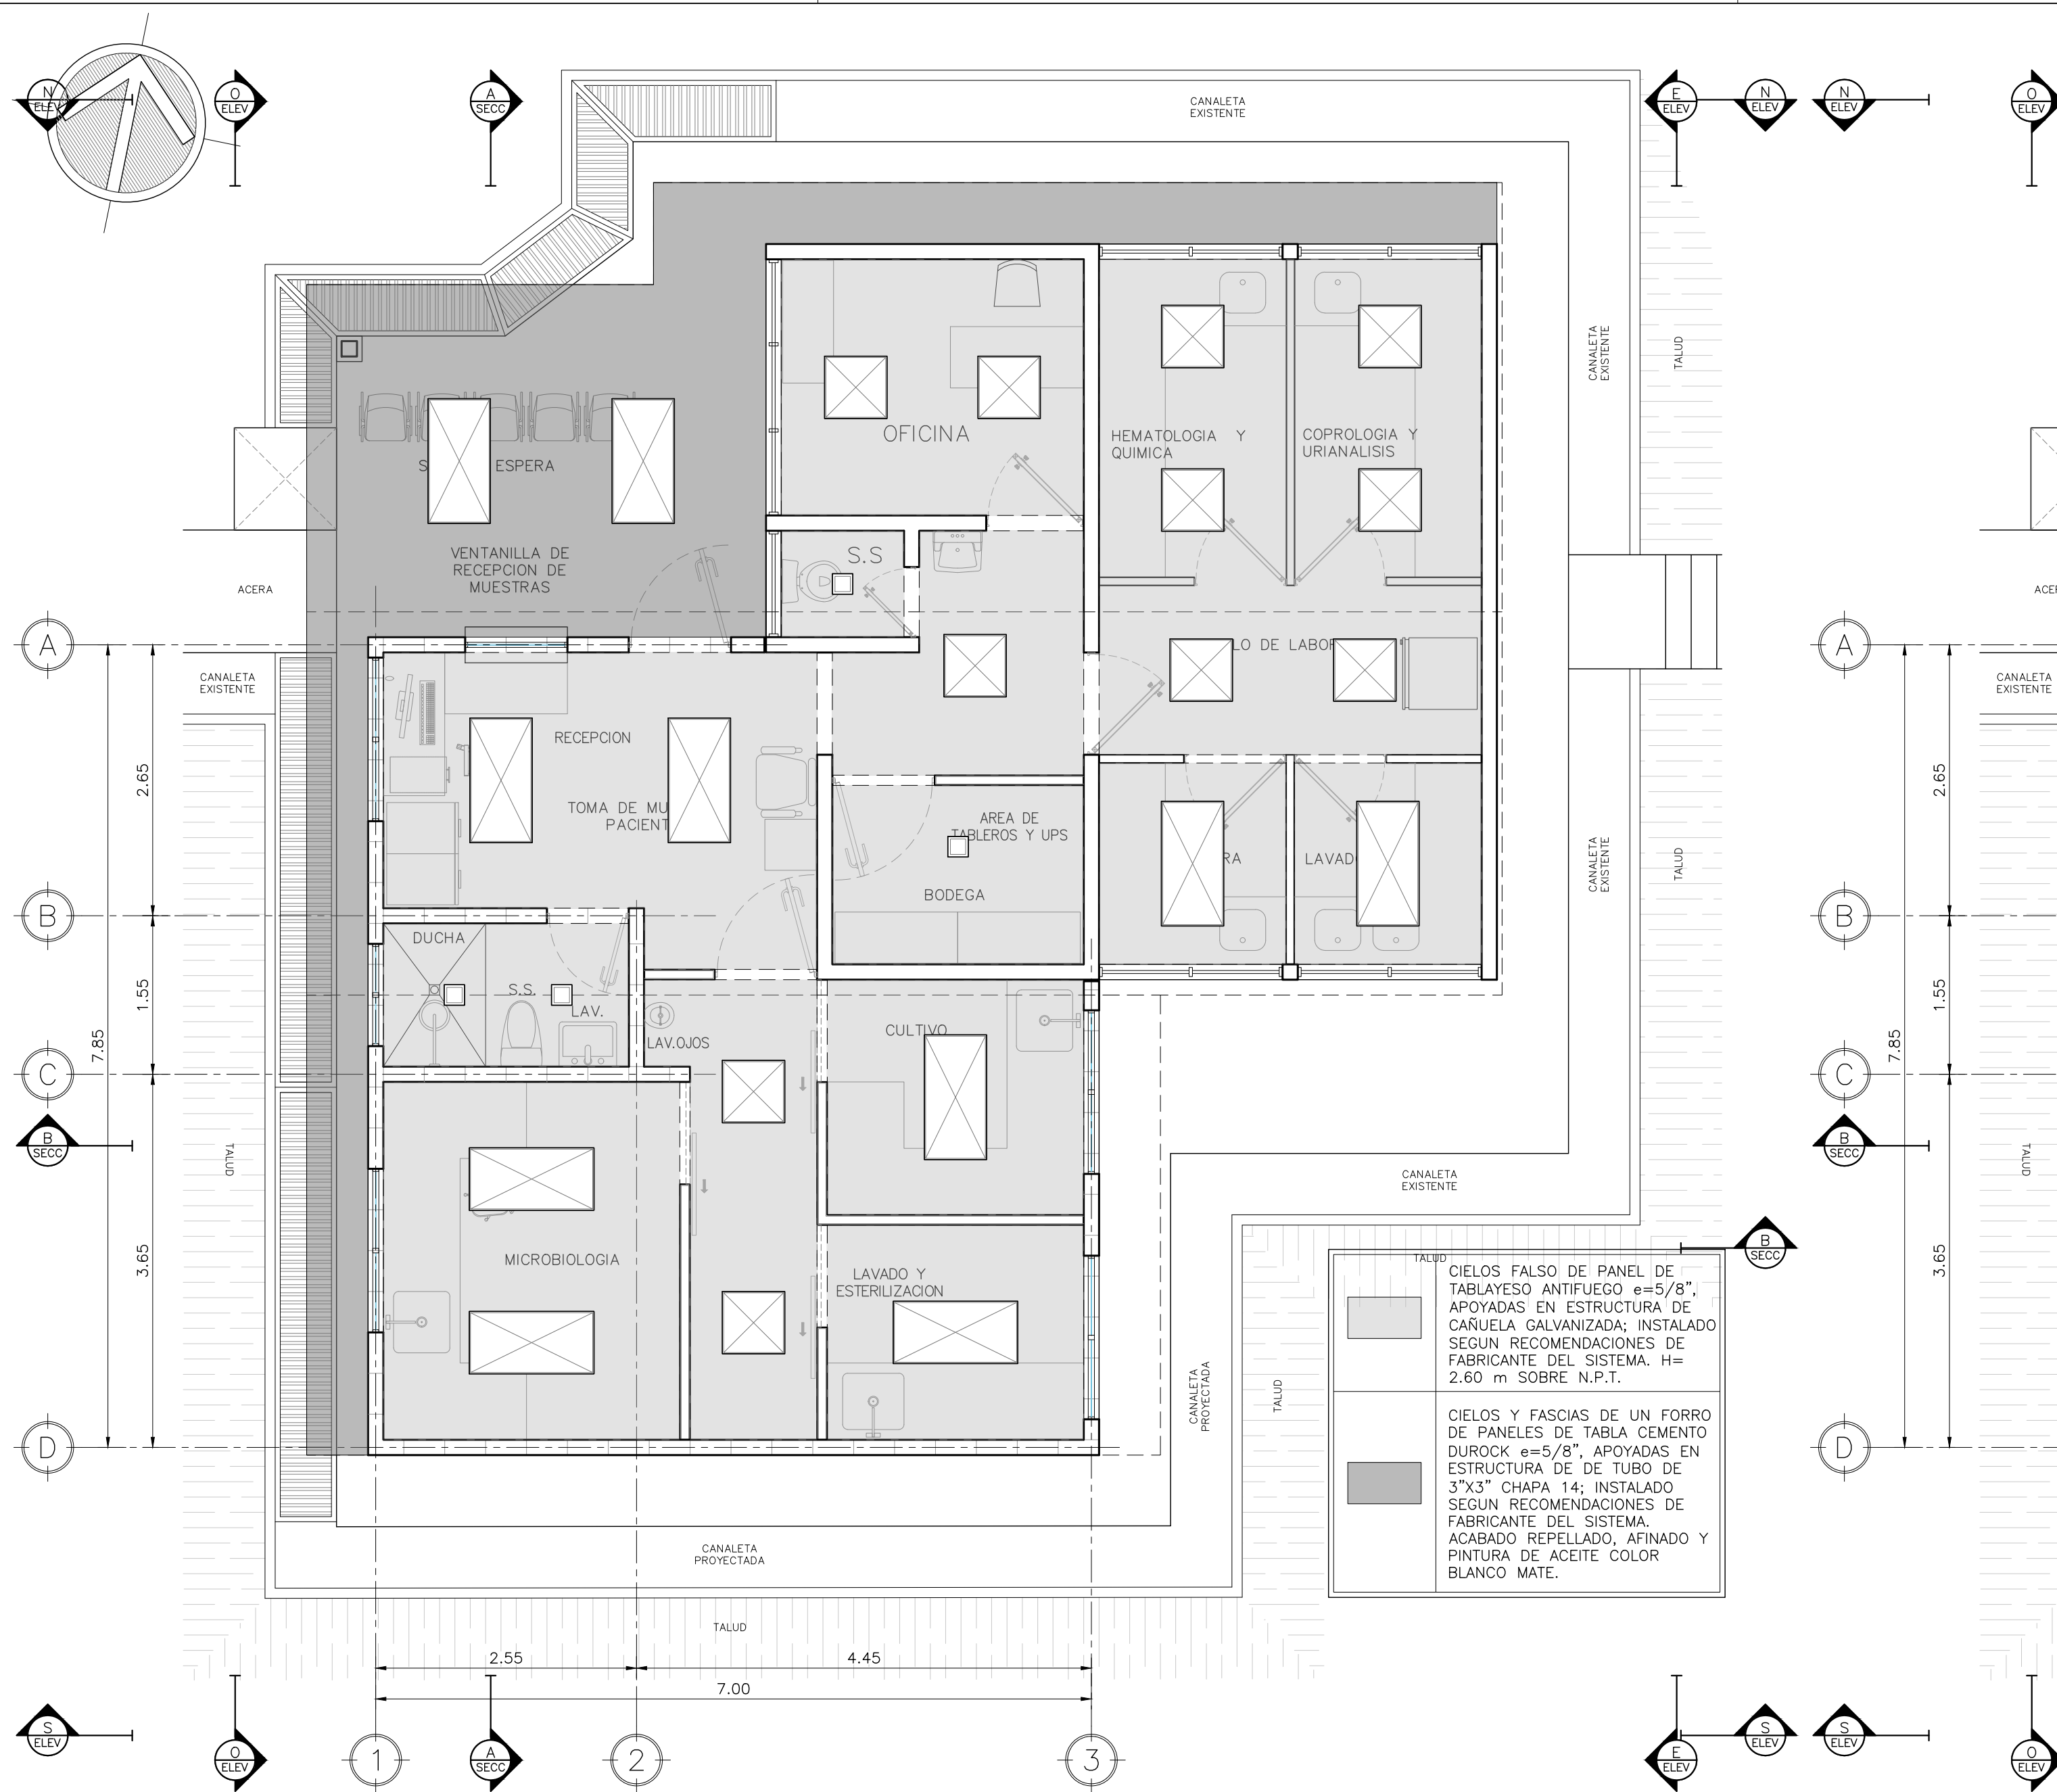 N
ELEV
O
ELEV
A
SECC
E
ELEV
N
ELEV
N
ELEV
O
ELEV
CANALETA
EXISTENTE
CANALETA
EXISTENTE
TALUD
OFICINA
HEMATOLOGIA Y
QUIMICA
COPROLOGIA Y
URIANALISIS
ESPERA
VENTANILLA DE
RECEPCION DE
MUESTRAS
S.S
ACERA
A
A
DE
CANALETA
EXISTENTE
CANALETA
EXISTENTE
RECEPCION
TOMA DE
2.65
2.65
AREA DE
TABLEROS Y UPS
CANALETA
EXISTENTE
TALUD
BODEGA
B
B
DUCHA
S.S.
LAV.
LAV.OJOS
CULTIVO
1.55
1.55
7.85
7.85
C
C
B
SECC
B
SECC
TALUD
TALUD
CANALETA
EXISTENTE
B
SECC
MICROBIOLOGIA
LAVADO Y
ESTERILIZACION
3.65
3.65
TALUD
CANALETA
PROYECTADA
TALUD
CIELOS FALSO DE PANEL DE
TABLAYESO ANTIFUEGO e=5/8”,
APOYADAS EN ESTRUCTURA DE
CAÑUELA GALVANIZADA; INSTALADO
SEGUN RECOMENDACIONES DE
FABRICANTE DEL SISTEMA. H=
2.60 m SOBRE N.P.T.
CIELOS Y FASCIAS DE UN FORRO
DE PANELES DE TABLA CEMENTO
DUROCK e=5/8”, APOYADAS EN
ESTRUCTURA DE DE TUBO DE
3”X3” CHAPA 14; INSTALADO
SEGUN RECOMENDACIONES DE
FABRICANTE DEL SISTEMA.
ACABADO REPELLADO, AFINADO Y
PINTURA DE ACEITE COLOR
BLANCO MATE.
D
D
CANALETA
PROYECTADA
TALUD
2.55
4.45
7.00
S
ELEV
O
ELEV
1
A
SECC
2
3
E
ELEV
S
ELEV
S
ELEV
O
ELEV